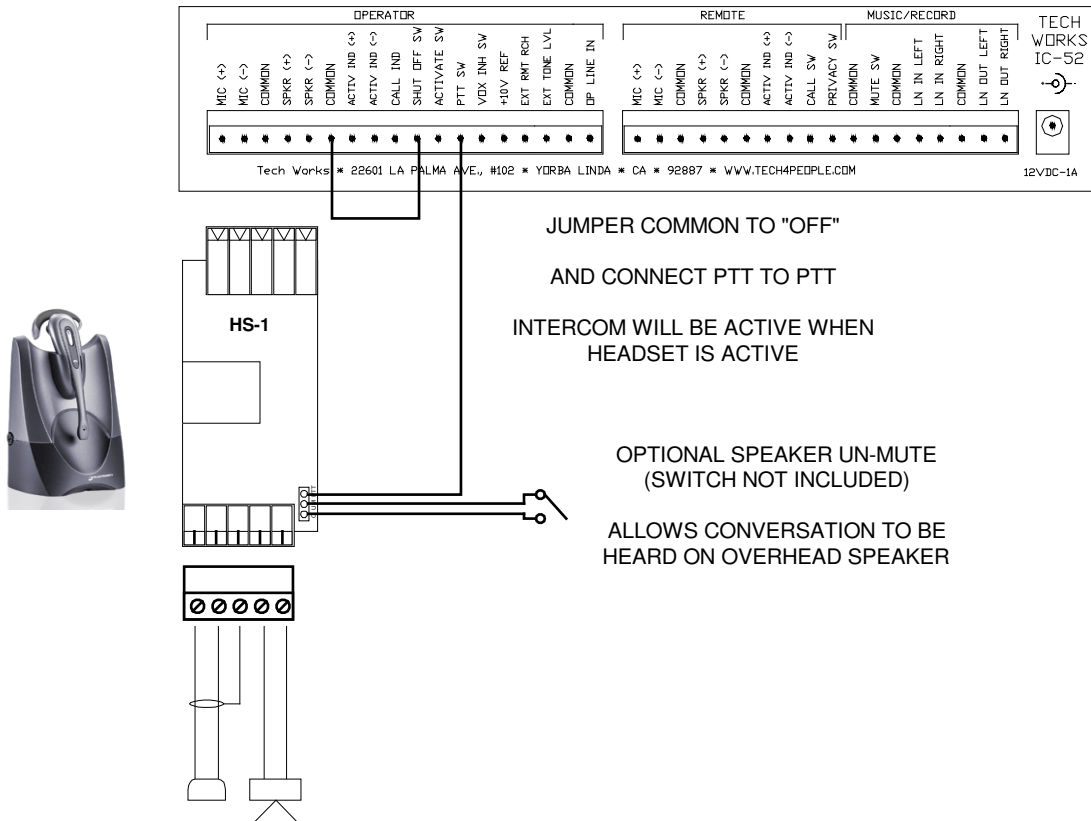 OPERATOR
REMOTE
MUSIC/RECORD
TECH
WORKS
IC-52
MIC (+)
MIC (-)
COMMON
SPKR (+)
SPKR (-)
COMMON
ACTIV IND (+)
ACTIV IND (-)
CALL IND
SHUT OFF SW
ACTIVATE SW
PTT SW
VOX INH SW
+10V REF
EXT RMT RCH
EXT TONE LVL
COMMON
OP LINE IN
MIC (+)
MIC (-)
COMMON
SPKR (+)
SPKR (-)
COMMON
ACTIV IND (+)
ACTIV IND (-)
CALL SW
PRIVACY SW
COMMON
MUTE SW
COMMON
LN IN LEFT
LN IN RIGHT
COMMON
LN OUT LEFT
LN OUT RIGHT
Tech Works * 22601 LA PALMA AVE., #102 * YORBA LINDA * CA * 92887 * WWW.TECH4PEOPLE.COM
12VDC-1A
JUMPER COMMON TO "OFF"
AND CONNECT PTT TO PTT
INTERCOM WILL BE ACTIVE WHEN
HEADSET IS ACTIVE
HS-1
OPTIONAL SPEAKER UN-MUTE
(SWITCH NOT INCLUDED)
ALLOWS CONVERSATION TO BE
HEARD ON OVERHEAD SPEAKER